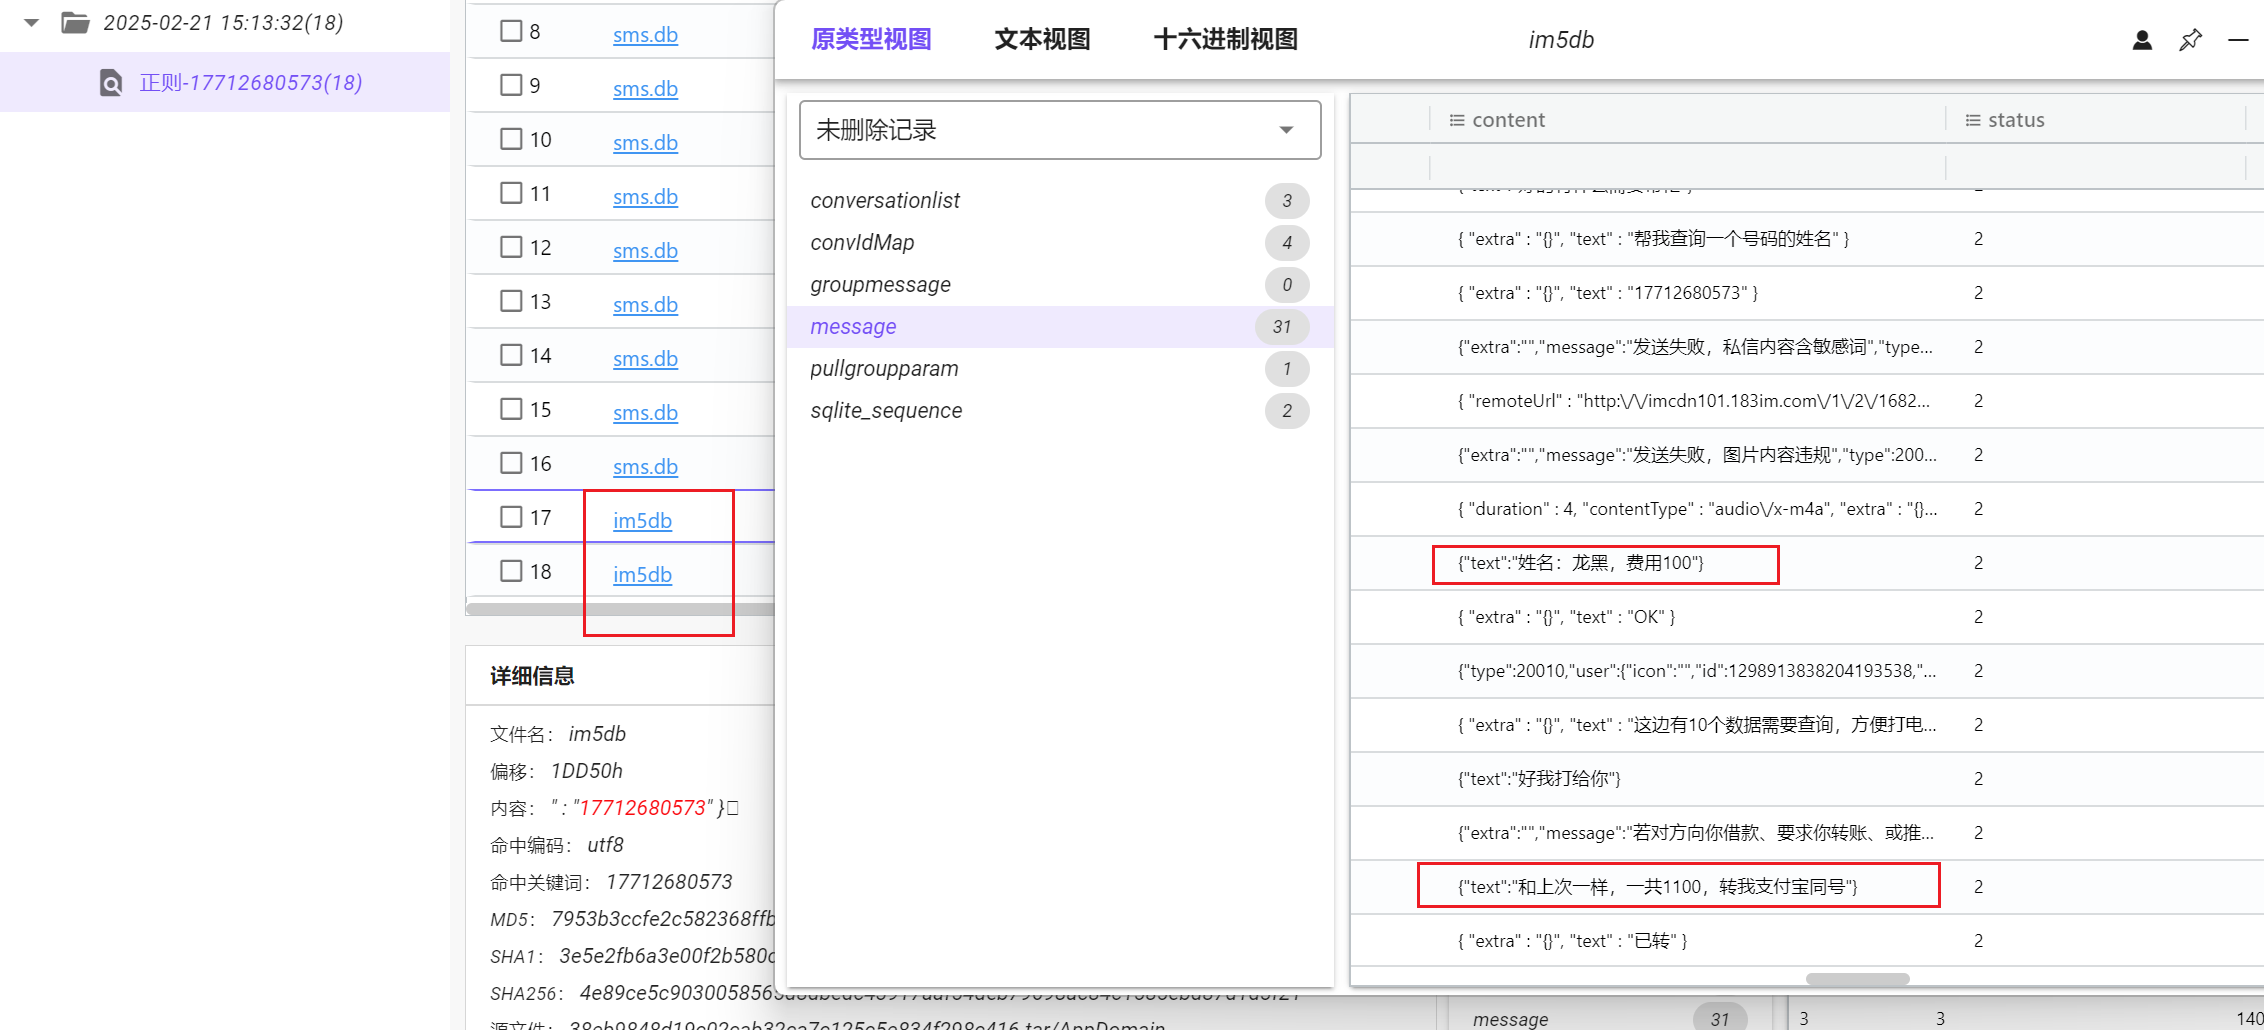 2025-02-21 15:13:32(18)
正则-17712680573(18)
8 sms.db
9 sms.db
10 sms.db
11 sms.db
12 sms.db
13 sms.db
14 sms.db
15 sms.db
16 sms.db
17 im5db
18 im5db
详细信息
文件名： im5db
偏移： 1DD50h
内容： " : "17712680573" }
命中编码： utf8
命中关键词： 17712680573
MD5： 7953b3ccfe2c582368ffb
SHA1： 3e5e2fb6a3e00f2b580c
SHA256：
原类型视图 文本视图 十六进制视图 im5db
未删除记录
conversationlist 3
convIdMap 4
groupmessage 0
message 31
pullgroupparam 1
sqlite_sequence 2
content status
{ "extra" : "{}", "text" : "帮我查询一个号码的姓名" } 2
{ "extra" : "{}", "text" : "17712680573" } 2
{"extra":"","message":"发送失败，私信内容含敏感词","type... 2
{ "remoteUrl" : "http:\/\/imcdn101.183im.com\/1\/2\/1682... 2
{"extra":"","message":"发送失败，图片内容违规","type":200... 2
{ "duration" : 4, "contentType" : "audio\/x-m4a", "extra" : "{}... 2
{"text":"姓名：龙黑，费用100"} 2
{ "extra" : "{}", "text" : "OK" } 2
{"type":20010,"user":{"icon":"","id":1298913838204193538,"... 2
{ "extra" : "{}", "text" : "这边有10个数据需要查询，方便打电... 2
{"text":"好我打给你"} 2
{"extra":"","message":"若对方向你借款、要求你转账、或推... 2
{"text":"和上次一样，一共1100，转我支付宝同号"} 2
{ "extra" : "{}", "text" : "已转" } 2
message 31 3 3 140